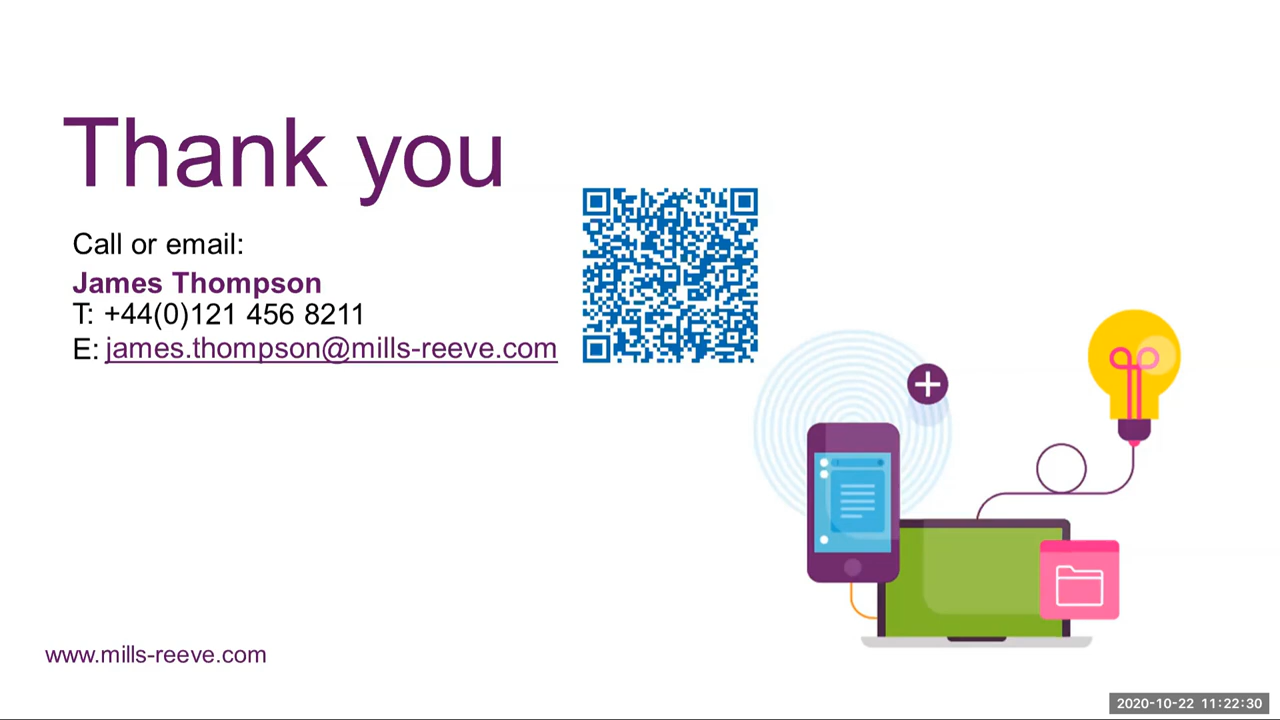 Thank you
Call or email:
James Thompson
T: +44(0)121 456 8211
E: james.thompson@mills-reeve.com
www.mills-reeve.com
2020-10-22 11:22:30